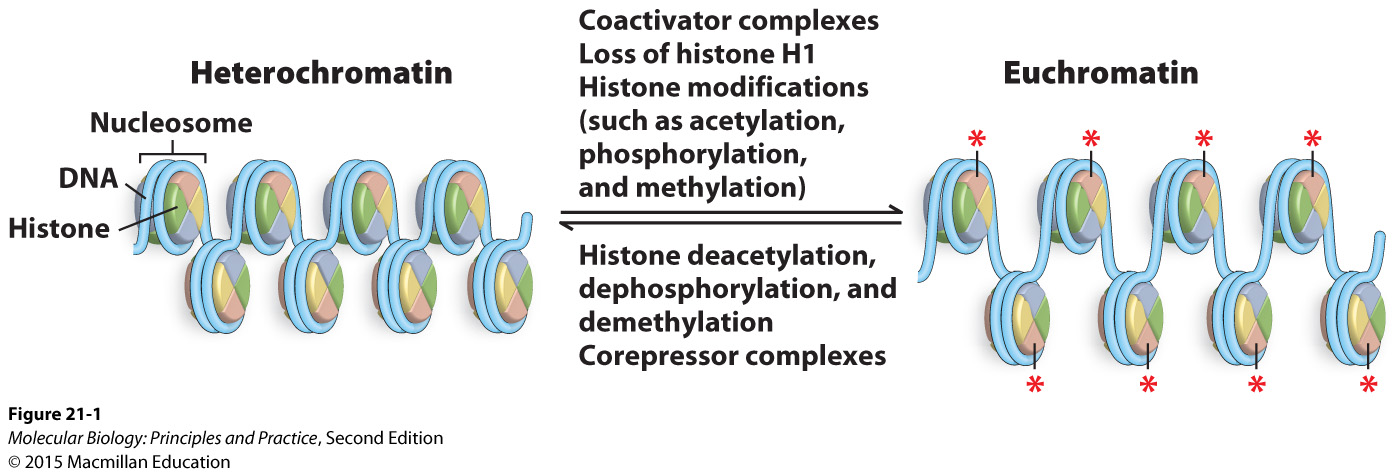 Heterochromatin
Nucleosome
DNA
Histone
Coactivator complexes
Loss of histone H1
Histone modifications
(such as acetylation,
phosphorylation,
and methylation)
Histone deacetylation,
dephosphorylation, and
demethylation
Corepressor complexes
Euchromatin
* * * *
* * * *
Figure 21-1
Molecular Biology: Principles and Practice, Second Edition
© 2015 Macmillan Education